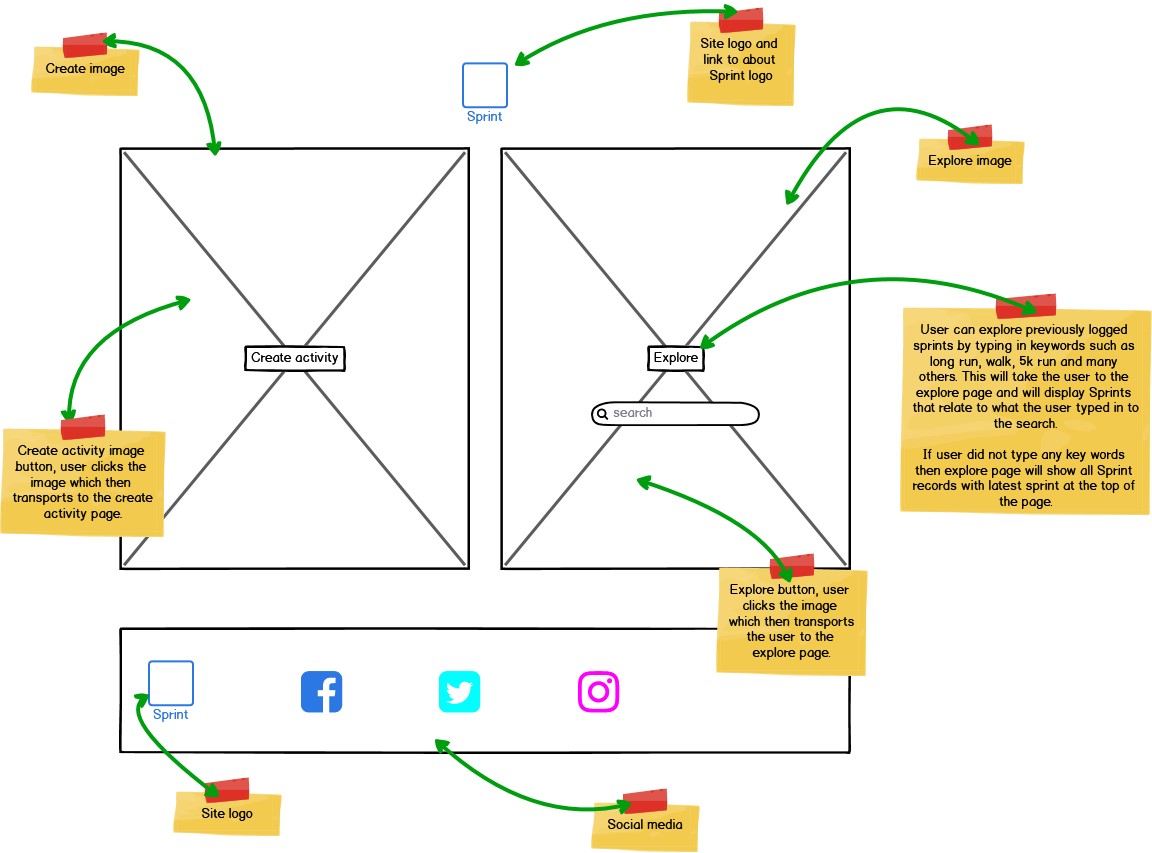 Create image
Site logo and
link to about
Sprint logo
Sprint
Explore image
Create activity
Explore
search
User can explore previously logged
sprints by typing in keywords such as
long run, walk, 5k run and many
others. This will take the user to the
explore page and will display Sprints
that relate to what the user typed in to
the search.
If user did not type any key words
then explore page will show all Sprint
records with latest sprint at the top of
the page.
Create activity image
button, user clicks the
image which then
transports to the create
activity page.
Explore button, user
clicks the image
which then transports
the user to the
explore page.
Sprint
Site logo
Social media